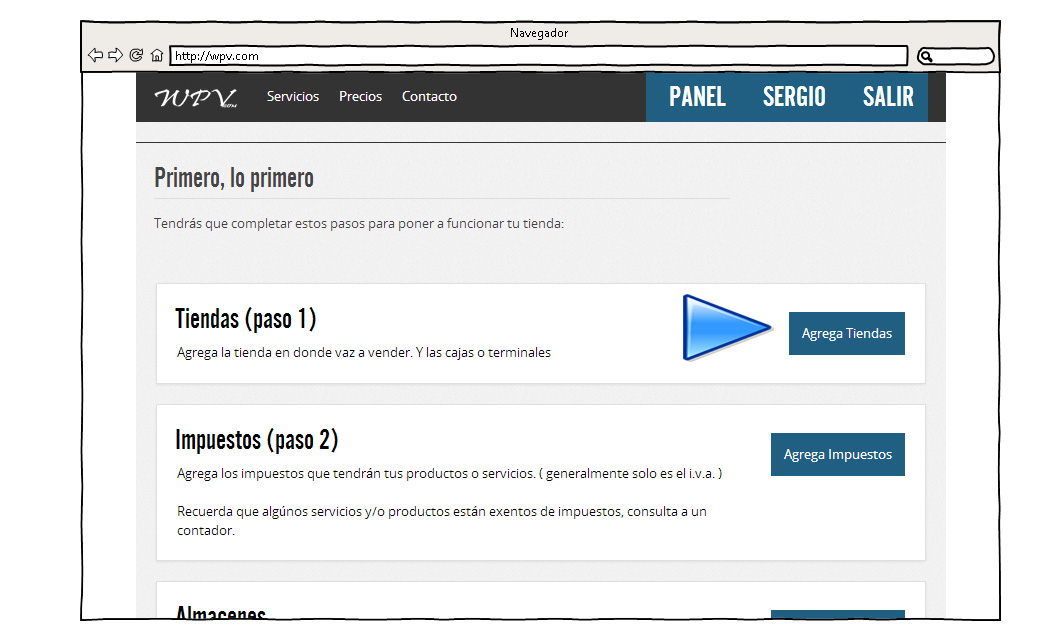 Navegador
http://wpv.com
WPV.com
Servicios Precios Contacto PANEL SERGIO SALIR
Primero, lo primero
Tendrás que completar estos pasos para poner a funcionar tu tienda:
Tiendas (paso 1)
Agrega la tienda en donde vaz a vender. Y las cajas o terminales
Agrega Tiendas
Impuestos (paso 2)
Agrega los impuestos que tendrán tus productos o servicios. ( generalmente solo es el i.v.a. )
Agrega Impuestos
Recuerda que algúnos servicios y/o productos están exentos de impuestos, consulta a un
contador.
Almacenes